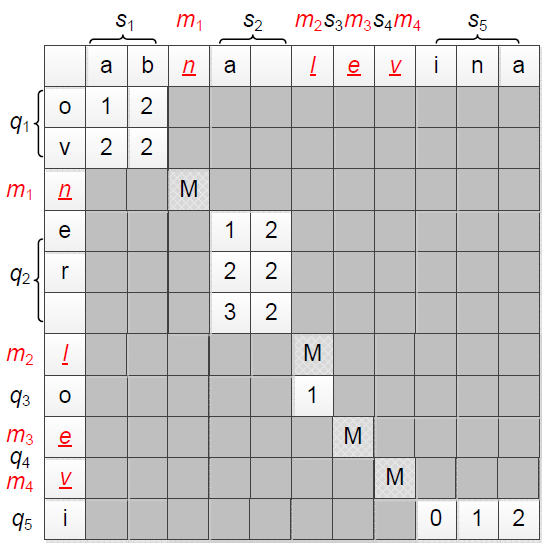 s1 m1 s2 m2s3m3s4m4 s5
a b n a l e v i n a
q1 o 1 2
v 2 2
m1 n M
e 1 2
q2 r 2 2
3 2
m2 l M
q3 o 1
m3 e M
q4
m4 v M
q5 i 0 1 2